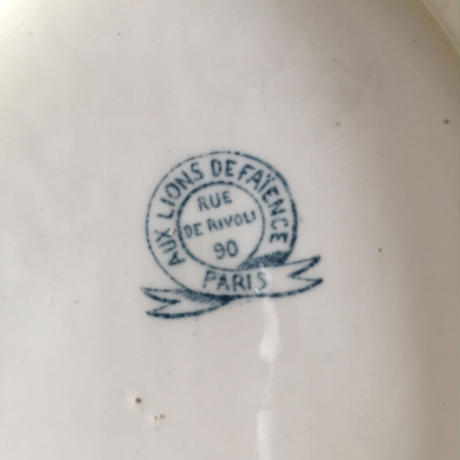 AUX LIONS DE FAÏENCE
RUE
DE RIVOLI
90
PARIS